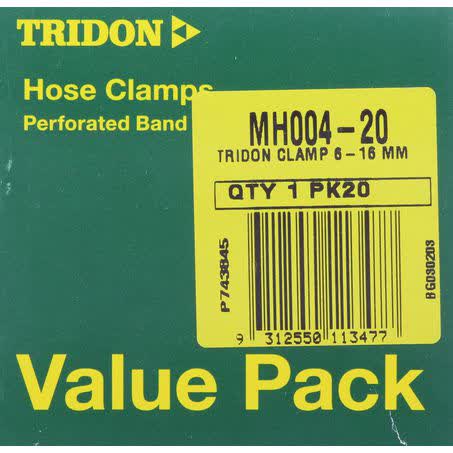 TRIDON
Hose Clamps
Perforated Band
MH004-20
TRIDON CLAMP 6-16 MM
QTY 1 PK20
P743845
BG030203
9 312550 113477
Value Pack